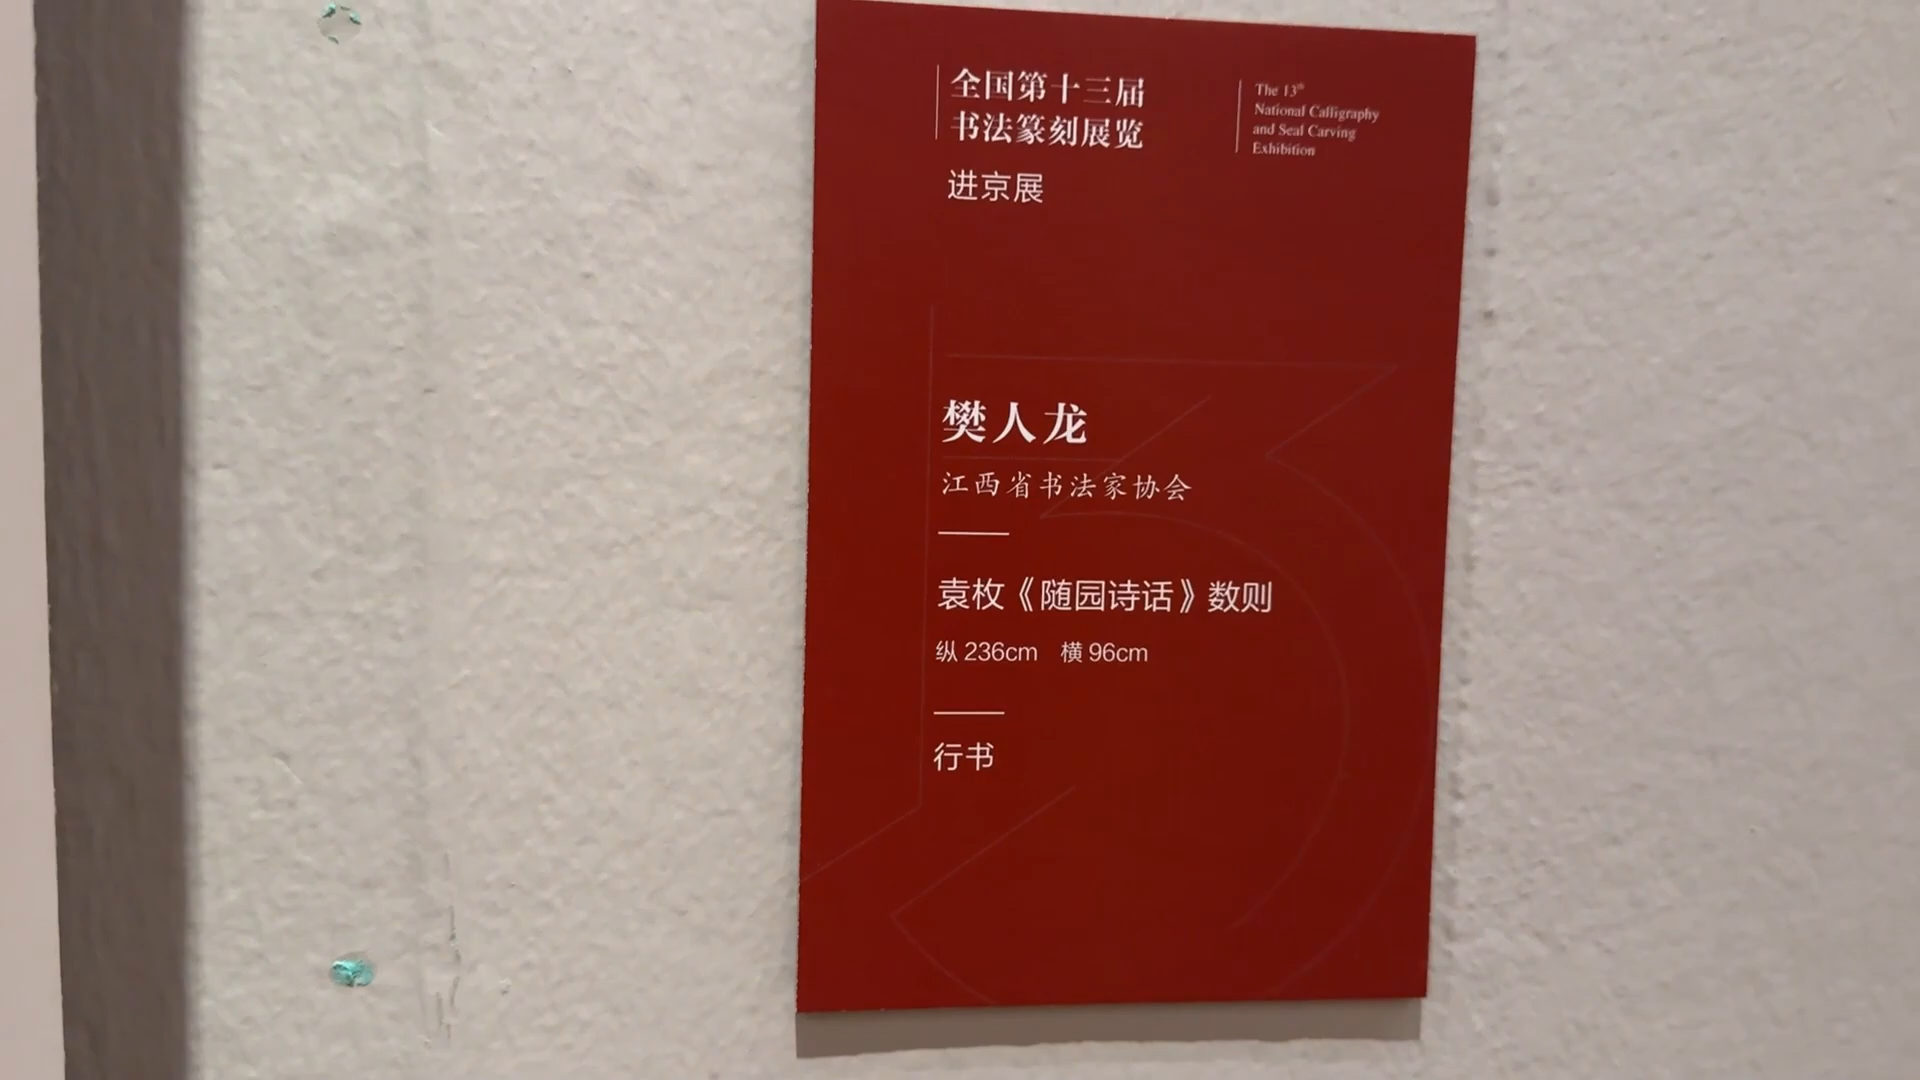 全国第十三届
书法篆刻展览
进京展
The 13th
National Calligraphy
and Seal Carving
Exhibition
樊人龙
江西省书法家协会
袁枚《随园诗话》数则
纵 236cm 横 96cm
行书